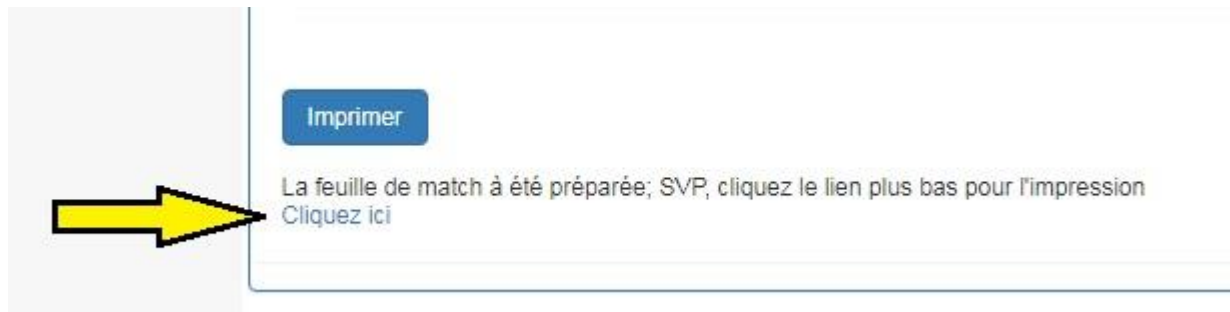 Imprimer
La feuille de match à été préparée; SVP, cliquez le lien plus bas pour l'impression
Cliquez ici